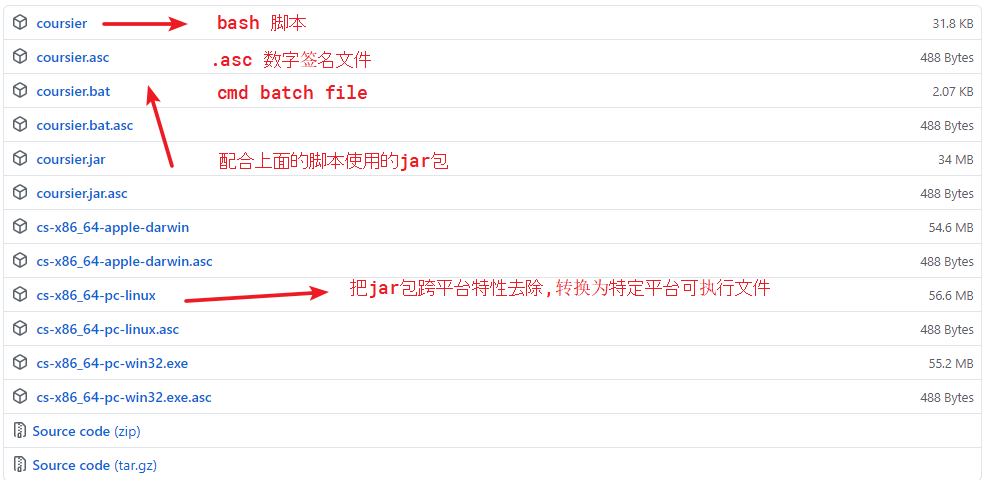 coursier bash 脚本 31.8 KB
coursier.asc .asc 数字签名文件 488 Bytes
coursier.bat cmd batch file 2.07 KB
coursier.bat.asc 488 Bytes
coursier.jar 配合上面的脚本使用的jar包 34 MB
coursier.jar.asc 488 Bytes
cs-x86_64-apple-darwin 54.6 MB
cs-x86_64-apple-darwin.asc 488 Bytes
cs-x86_64-pc-linux 把jar包跨平台特性去除,转换为特定平台可执行文件 56.6 MB
cs-x86_64-pc-linux.asc 488 Bytes
cs-x86_64-pc-win32.exe 55.2 MB
cs-x86_64-pc-win32.exe.asc 488 Bytes
Source code (zip)
Source code (tar.gz)